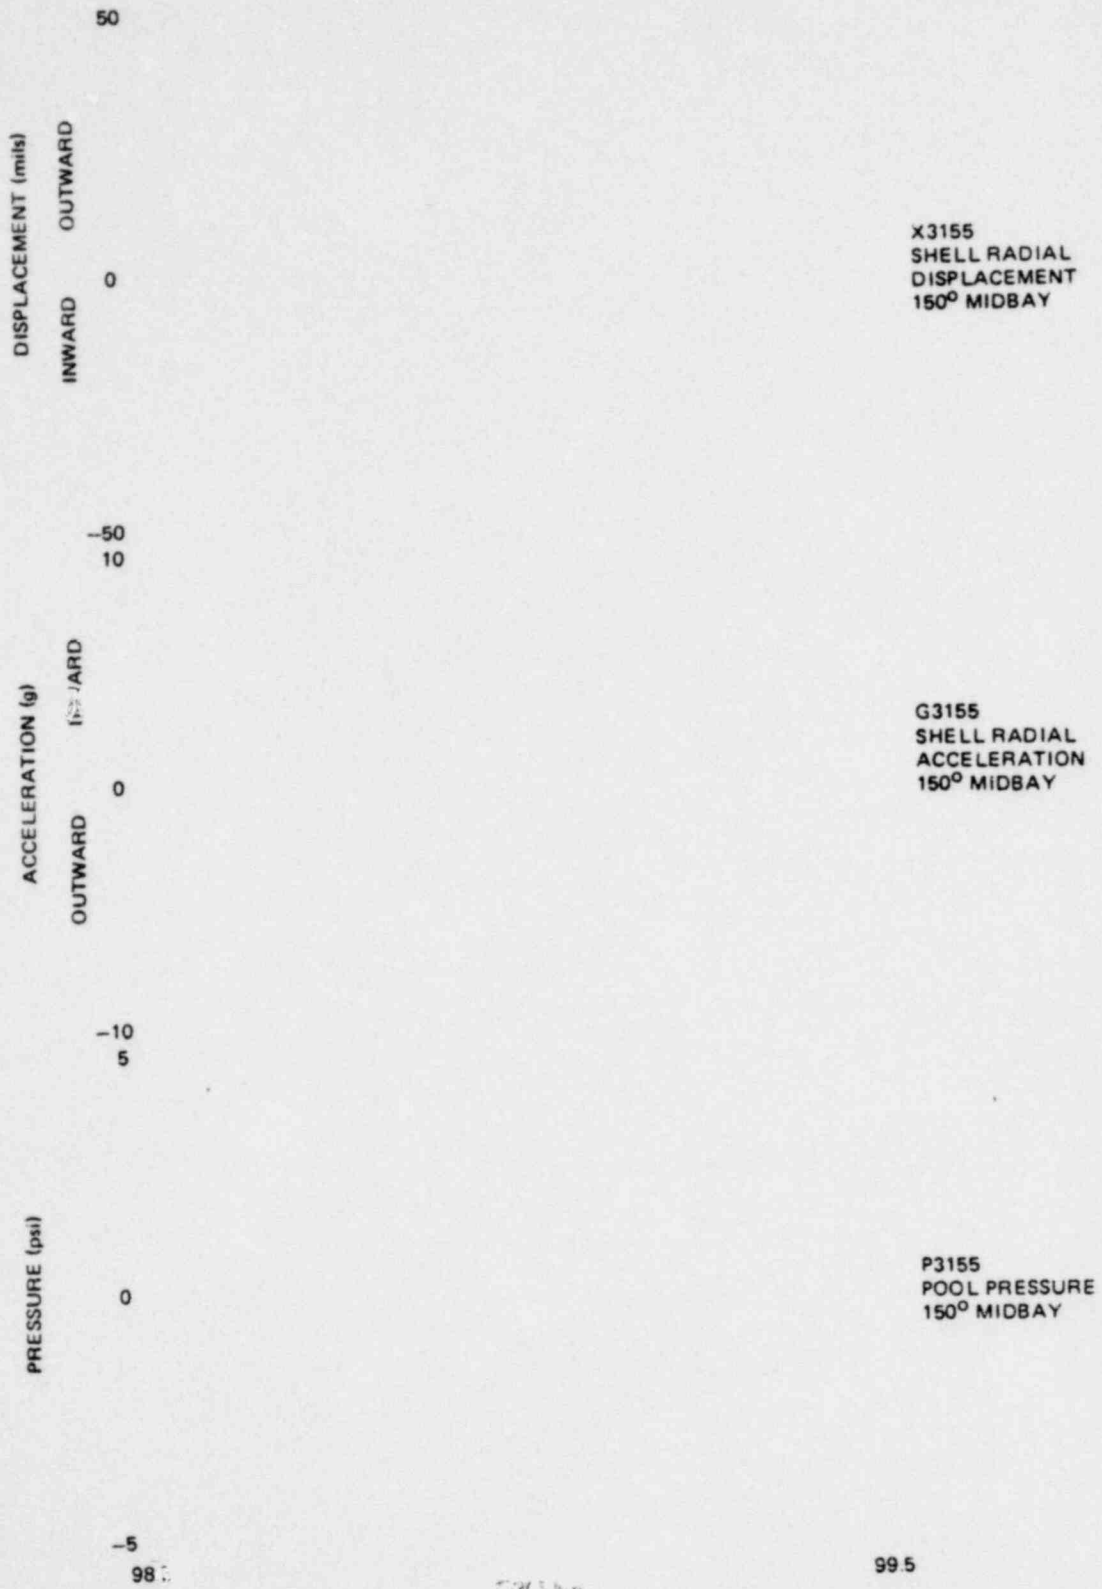 50
DISPLACEMENT (mils)
OUTWARD
INWARD
0
X3155
SHELL RADIAL
DISPLACEMENT
150° MIDBAY
-50
10
ACCELERATION (g)
OUTWARD
0
G3155
SHELL RADIAL
ACCELERATION
150° MIDBAY
-10
5
PRESSURE (psi)
0
P3155
POOL PRESSURE
150° MIDBAY
-5
99.5